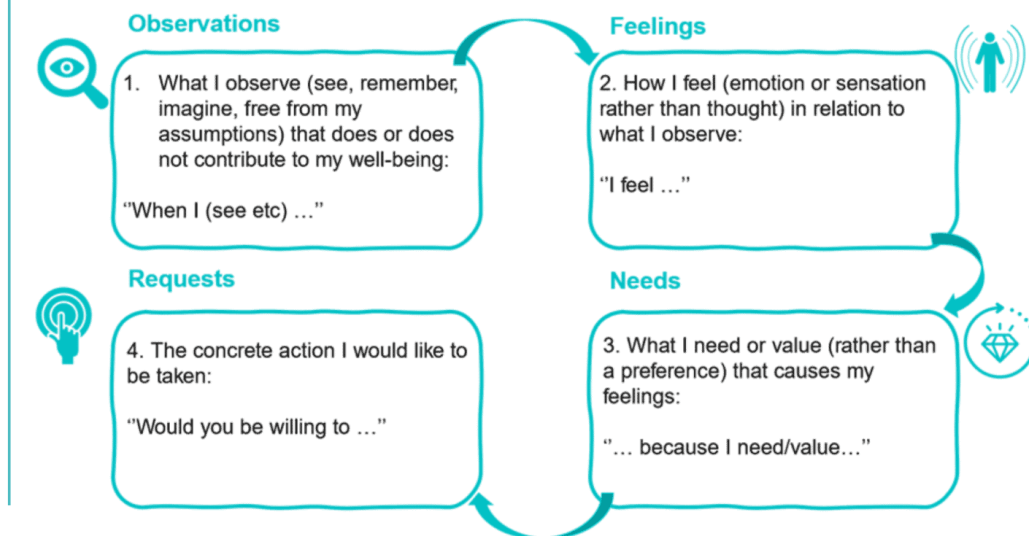 Observations
1. What I observe (see, remember,
imagine, free from my
assumptions) that does or does
not contribute to my well-being:
‘’When I (see etc) …’’
Feelings
2. How I feel (emotion or sensation
rather than thought) in relation to
what I observe:
‘’I feel …’’
Needs
3. What I need or value (rather than
a preference) that causes my
feelings:
‘’… because I need/value…’’
Requests
4. The concrete action I would like to
be taken:
‘’Would you be willing to …’’